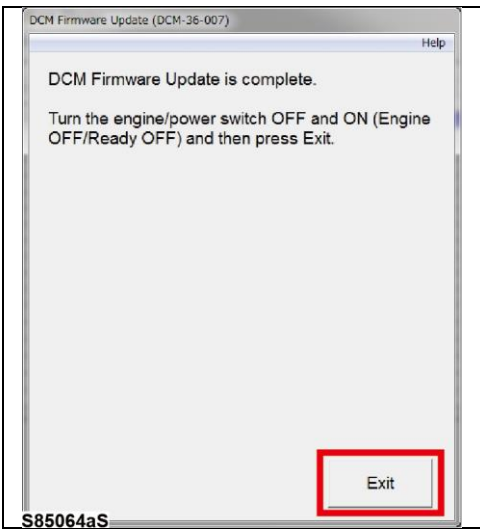 DCM Firmware Update (DCM-36-007)
Help
DCM Firmware Update is complete.
Turn the engine/power switch OFF and ON (Engine
OFF/Ready OFF) and then press Exit.
Exit
S85064aS